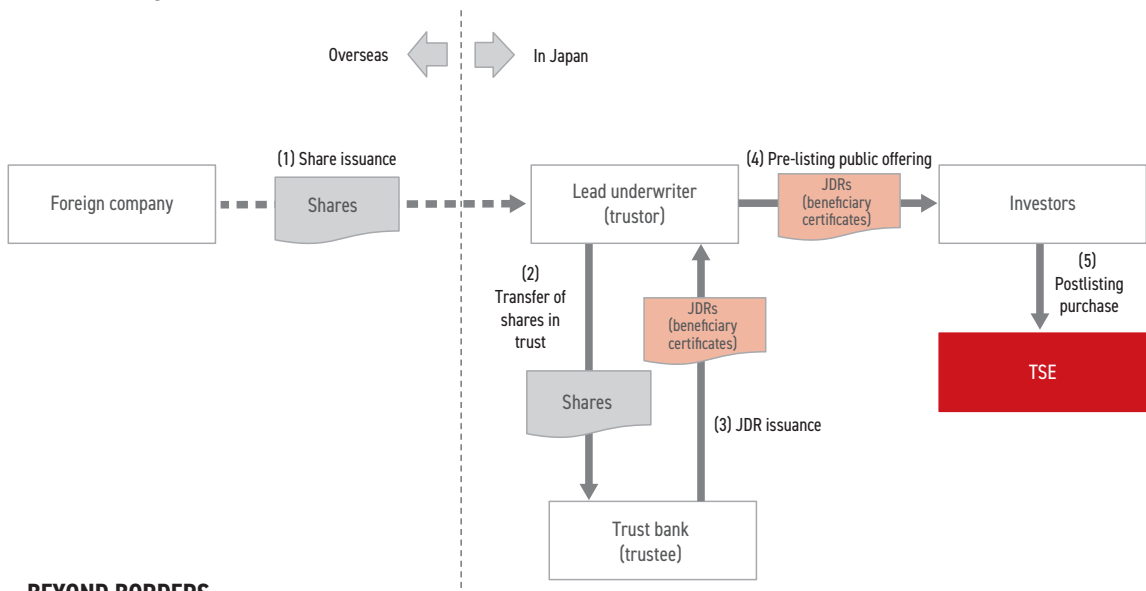 Overseas
In Japan
(1) Share issuance
(4) Pre-listing public offering
Foreign company
Shares
Lead underwriter
(trustor)
JDRs
(beneficiary
certificates)
Investors
(2)
Transfer of
shares in
trust
JDRs
(beneficiary
certificates)
(5)
Postlisting
purchase
TSE
Shares
(3) JDR issuance
Trust bank
(trustee)